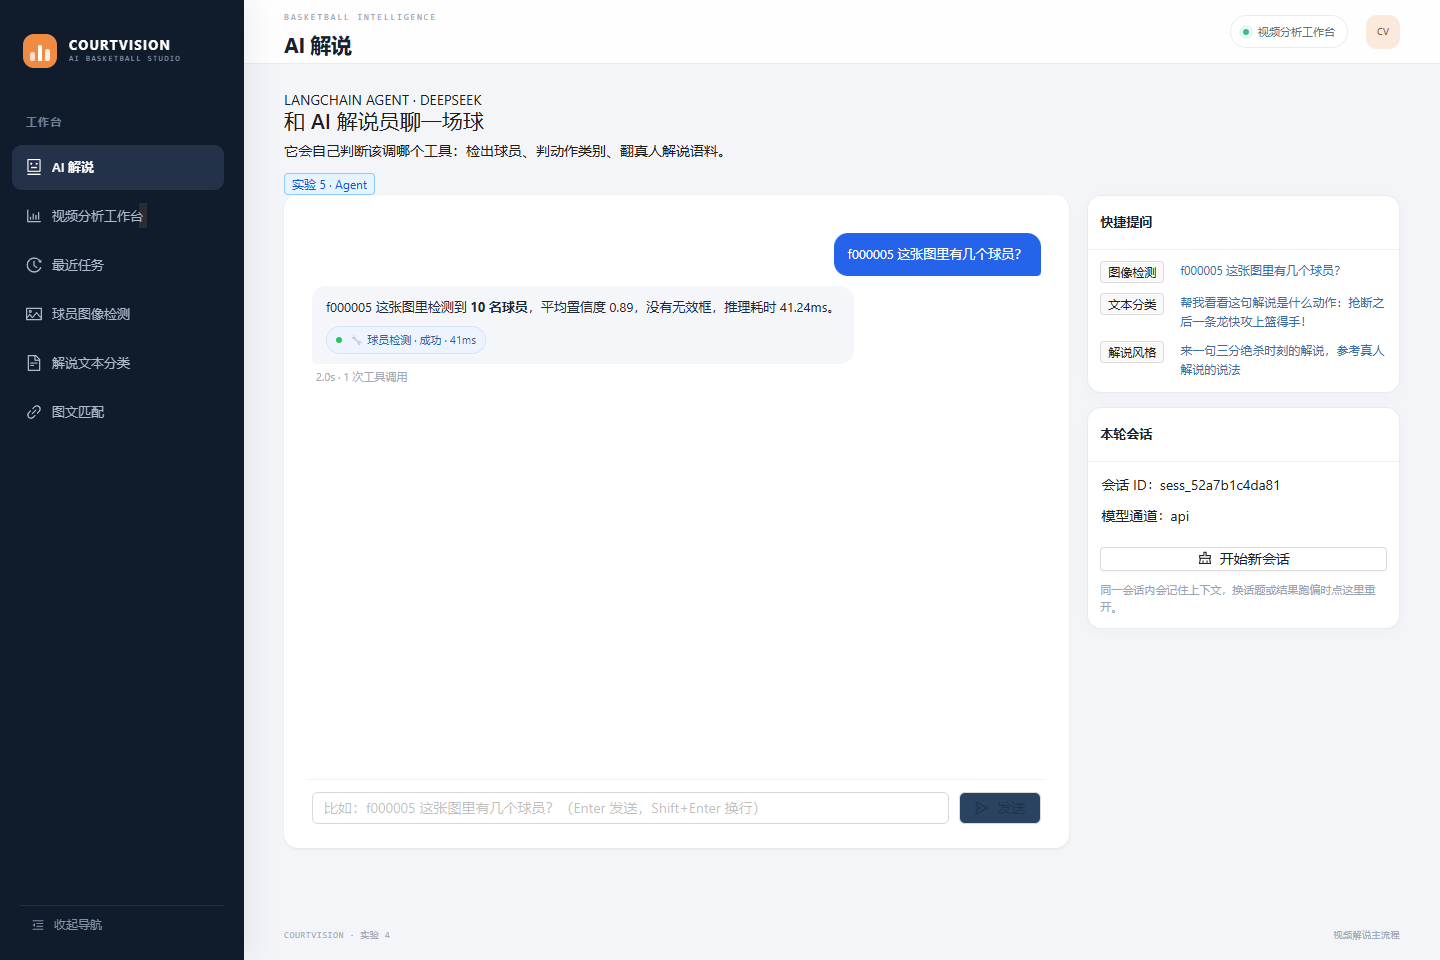 COURTVISION
AI BASKETBALL STUDIO
工作台
AI 解说
视频分析工作台
最近任务
球员图像检测
解说文本分类
图文匹配
收起导航
BASKETBALL INTELLIGENCE
AI 解说
视频分析工作台
CV
LANGCHAIN AGENT · DEEPSEEK
和 AI 解说员聊一场球
它会自己判断该调哪个工具：检出球员、判动作类别、翻真人解说语料。
实验 5 · Agent
f000005 这张图里有几个球员？
f000005 这张图里检测到 10 名球员，平均置信度 0.89，没有无效框，推理耗时 41.24ms。
球员检测 · 成功 · 41ms
2.0s · 1 次工具调用
比如：f000005 这张图里有几个球员？（Enter 发送，Shift+Enter 换行）
发送
快捷提问
图像检测
f000005 这张图里有几个球员？
文本分类
帮我看看这句解说是什么动作：抢断之
后一条龙快攻上篮得手！
解说风格
来一句三分绝杀时刻的解说，参考真人
解说的说法
本轮会话
会话 ID：sess_52a7b1c4da81
模型通道：api
开始新会话
同一会话内会记住上下文，换话题或结果跑偏时点这里重
开。
COURTVISION · 实验 4
视频解说主流程